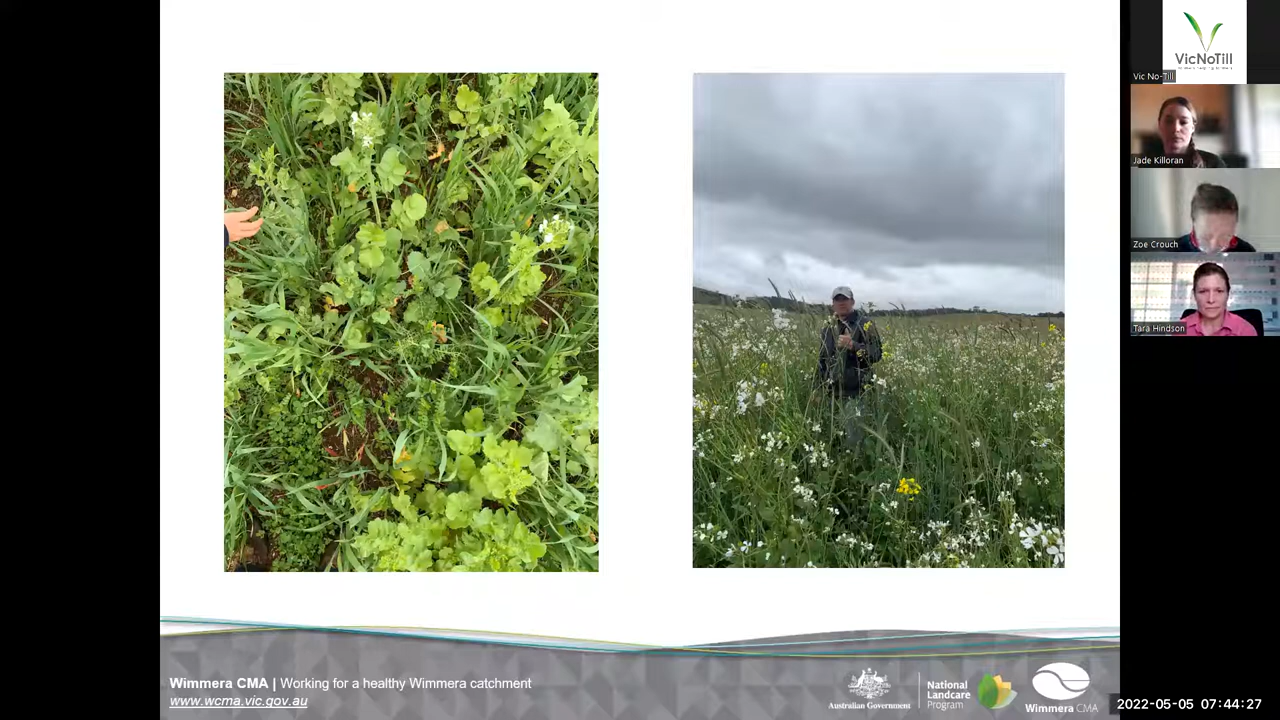 VicNoTill
Vic No-Till
Jade Killoran
Zoe Crouch
Tara Hindson
Wimmera CMA | Working for a healthy Wimmera catchment
www.wcma.vic.gov.au
Australian Government
National
Landcare
Program
Wimmera CMA
2022-05-05 07:44:27